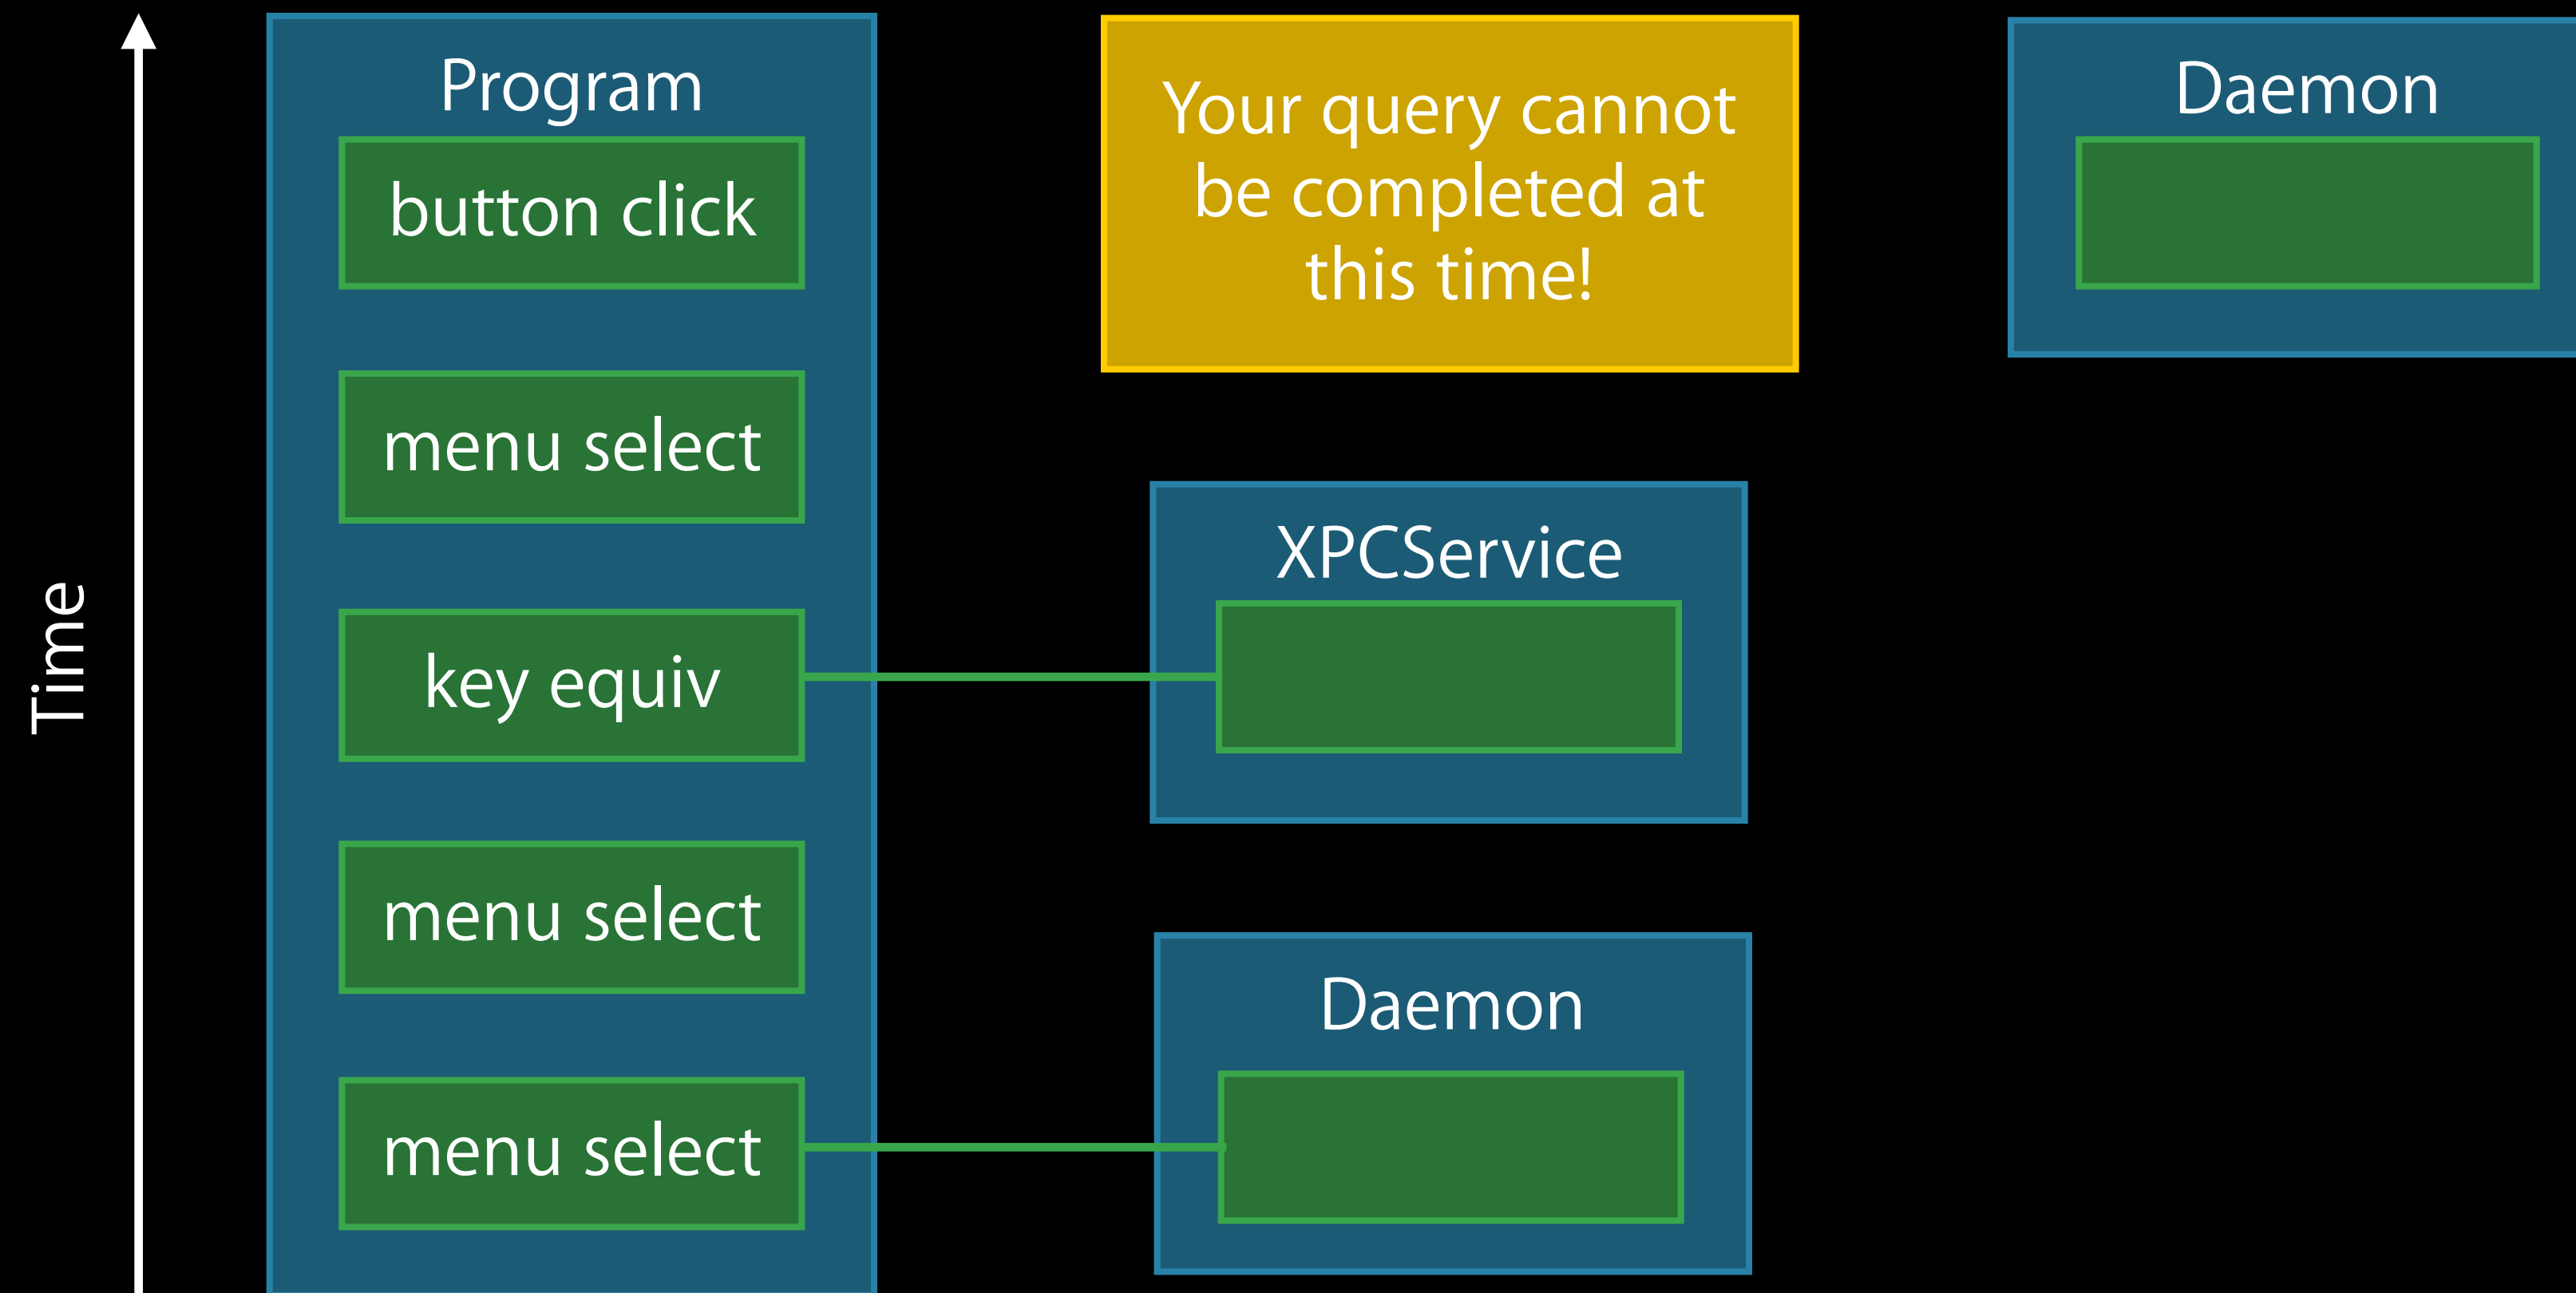 Time
Program
button click
menu select
key equiv
menu select
menu select
Your query cannot
be completed at
this time!
XPCService
Daemon
Daemon